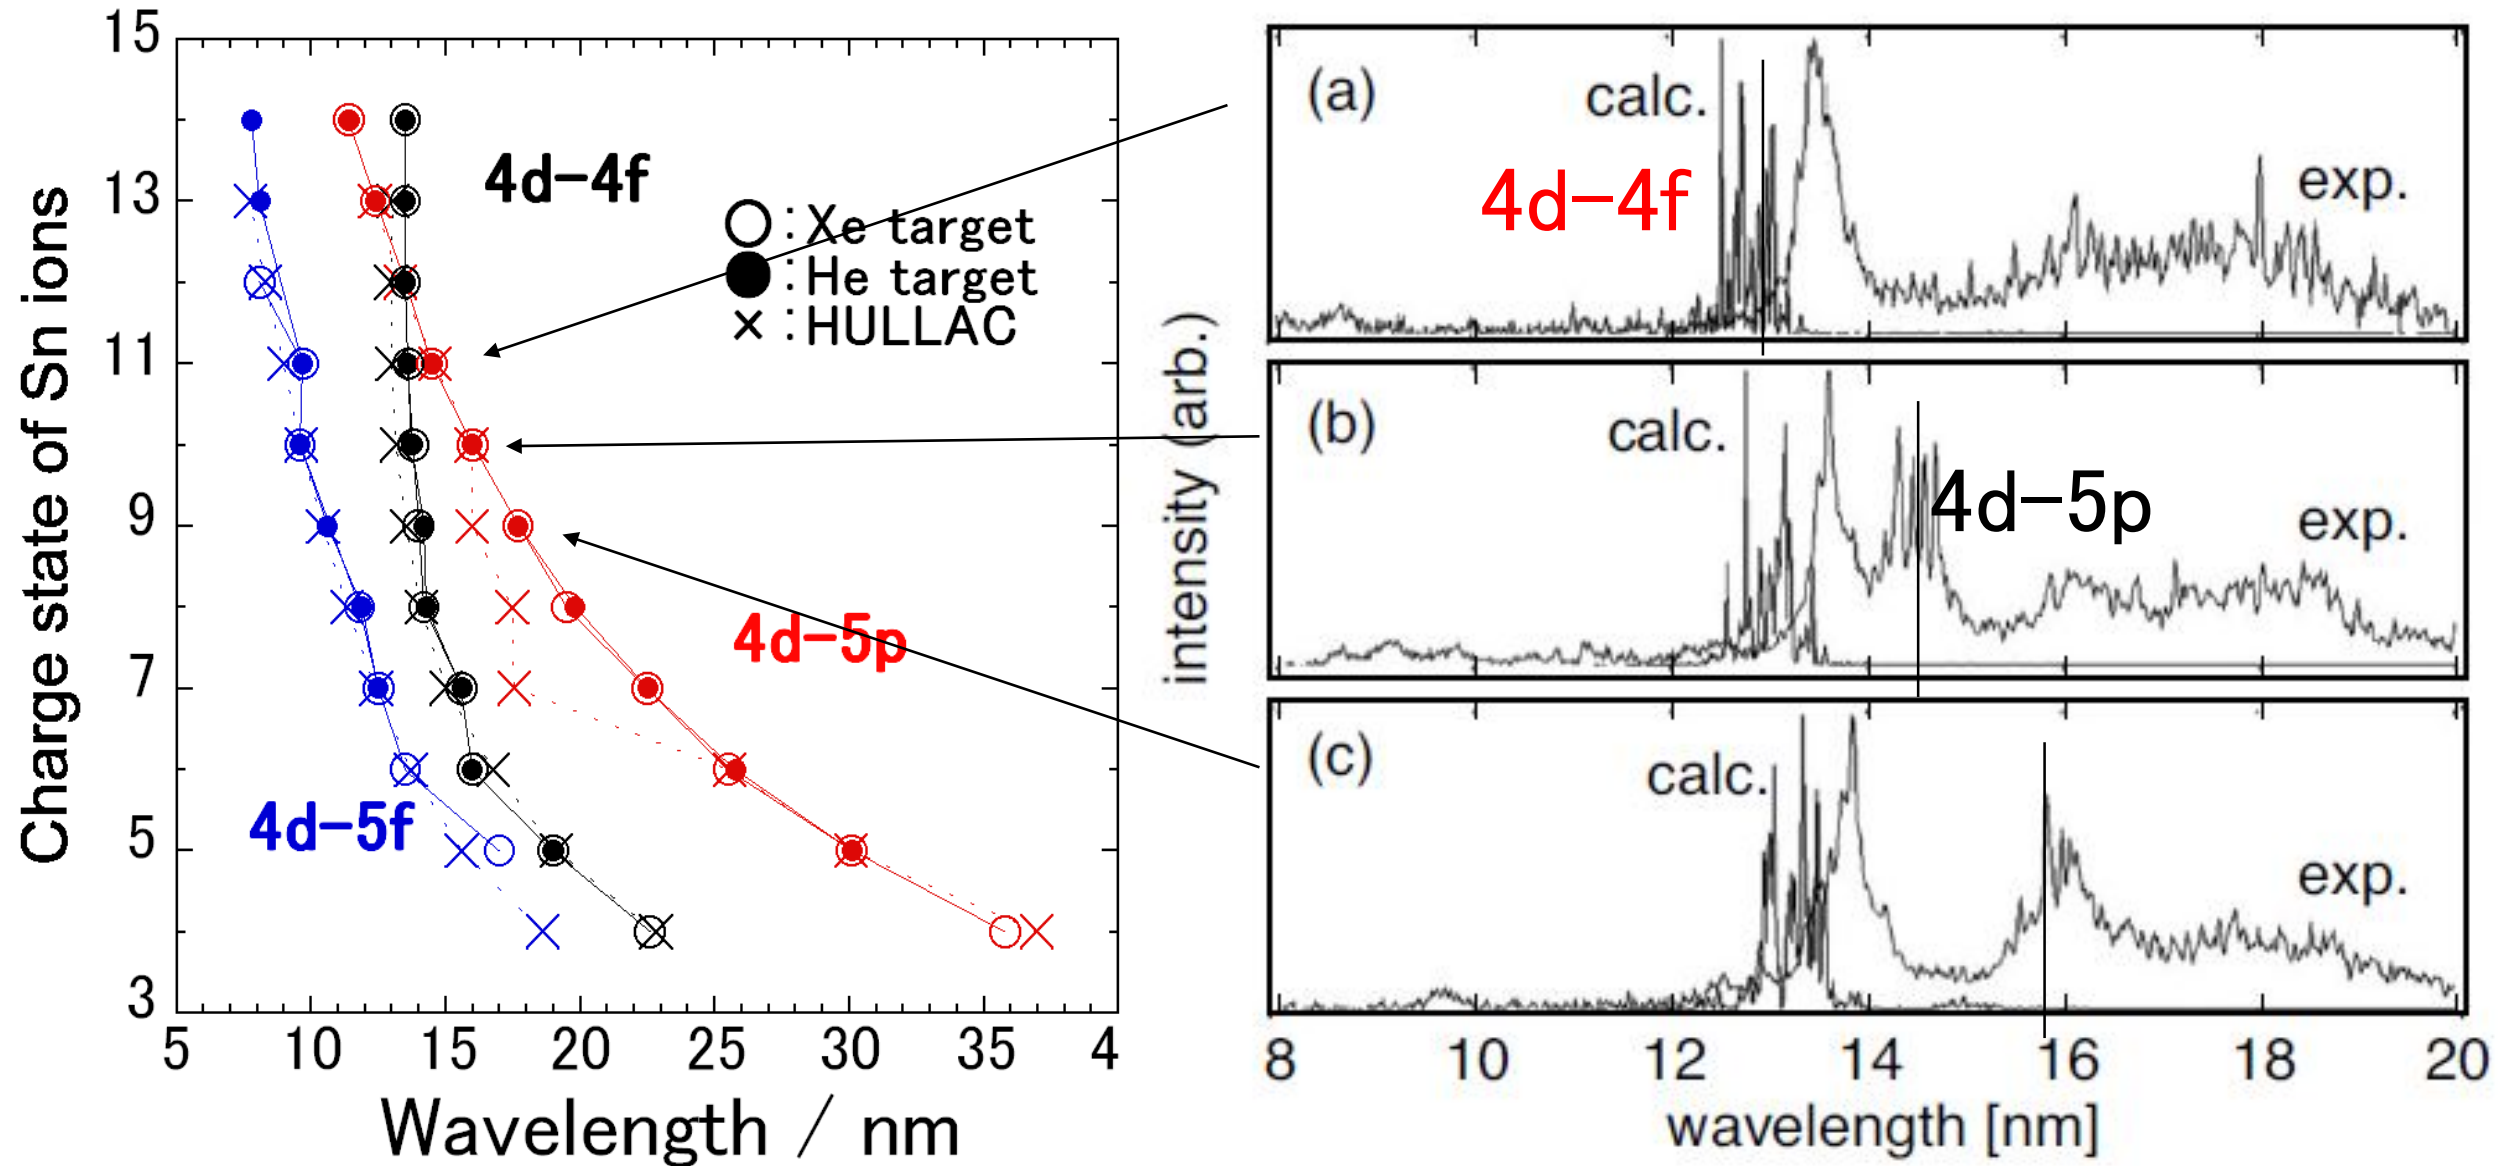 15
13
11
9
7
5
3
Charge state of Sn ions
4d-4f
○:Xe target
●:He target
×:HULLAC
4d-5p
4d-5f
5 10 15 20 25 30 35 4
Wavelength / nm
(a)
calc.
4d-4f
exp.
(b)
calc.
4d-5p
exp.
(c)
calc.
exp.
intensity (arb.)
8 10 12 14 16 18 20
wavelength [nm]